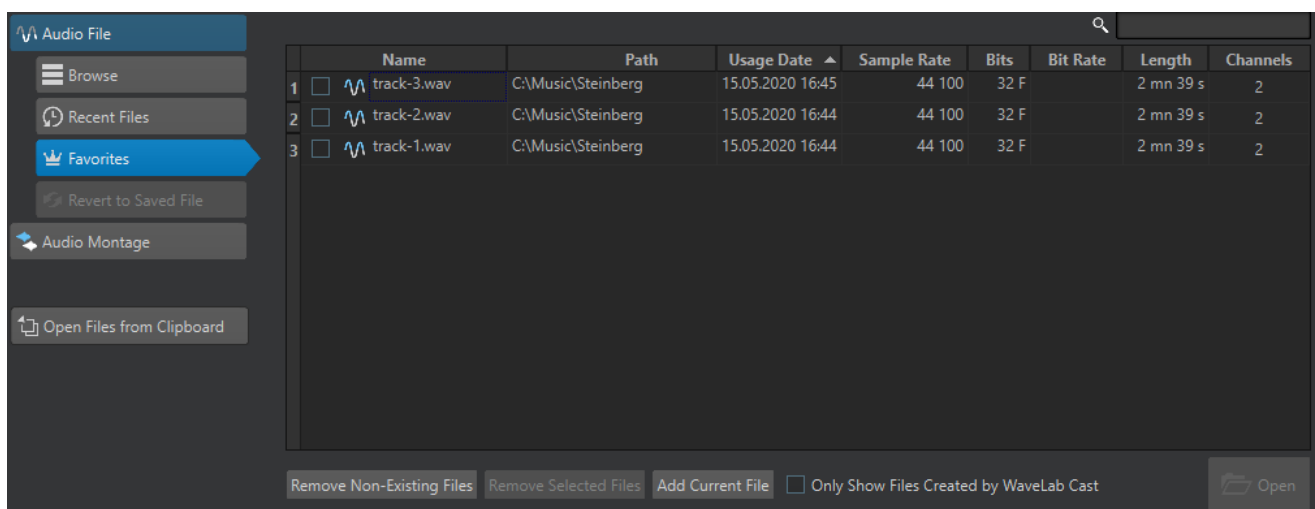 Audio File
Browse
Recent Files
Favorites
Revert to Saved File
Audio Montage
Open Files from Clipboard
Name Path Usage Date Sample Rate Bits Bit Rate Length Channels
1 track-3.wav C:\Music\Steinberg 15.05.2020 16:45 44 100 32 F 2 mn 39 s 2
2 track-2.wav C:\Music\Steinberg 15.05.2020 16:44 44 100 32 F 2 mn 39 s 2
3 track-1.wav C:\Music\Steinberg 15.05.2020 16:44 44 100 32 F 2 mn 39 s 2
Remove Non-Existing Files Remove Selected Files Add Current File Only Show Files Created by WaveLab Cast Open